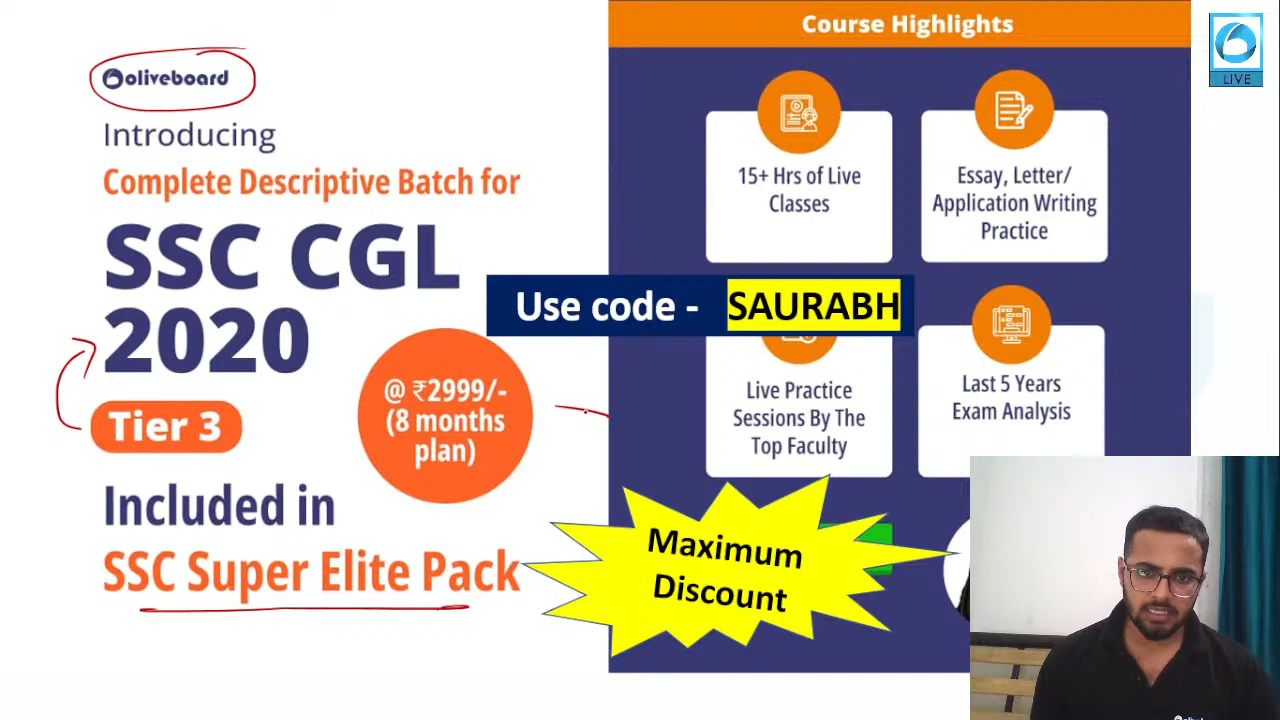 oliveboard
Introducing
Complete Descriptive Batch for
SSC CGL
2020
Tier 3
@ ₹2999/-
(8 months
plan)
Included in
SSC Super Elite Pack
Course Highlights
15+ Hrs of Live
Classes
Essay, Letter/
Application Writing
Practice
Use code - SAURABH
Live Practice
Sessions By The
Top Faculty
Last 5 Years
Exam Analysis
Maximum
Discount
LIVE